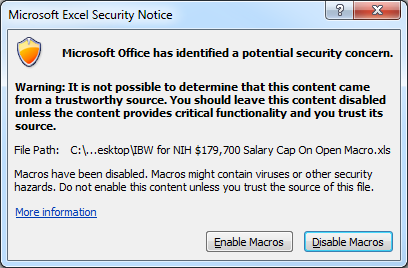 Microsoft Excel Security Notice
Microsoft Office has identified a potential security concern.
Warning: It is not possible to determine that this content came
from a trustworthy source. You should leave this content disabled
unless the content provides critical functionality and you trust its
source.
File Path: C:\...esktop\IBW for NIH $179,700 Salary Cap On Open Macro.xls
Macros have been disabled. Macros might contain viruses or other security
hazards. Do not enable this content unless you trust the source of this file.
More information
Enable Macros Disable Macros